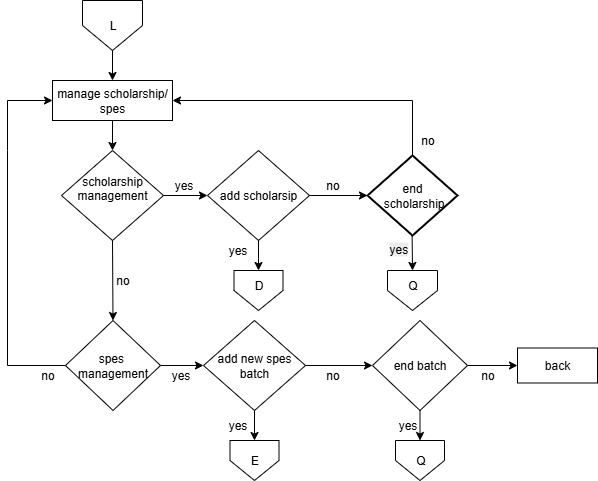 L
manage scholarship/
spes
no
scholarship
management
yes
add scholarsip
no
end
scholarship
yes
yes
D
Q
no
spes
management
no
yes
add new spes
batch
no
end batch
no
back
yes
yes
E
Q